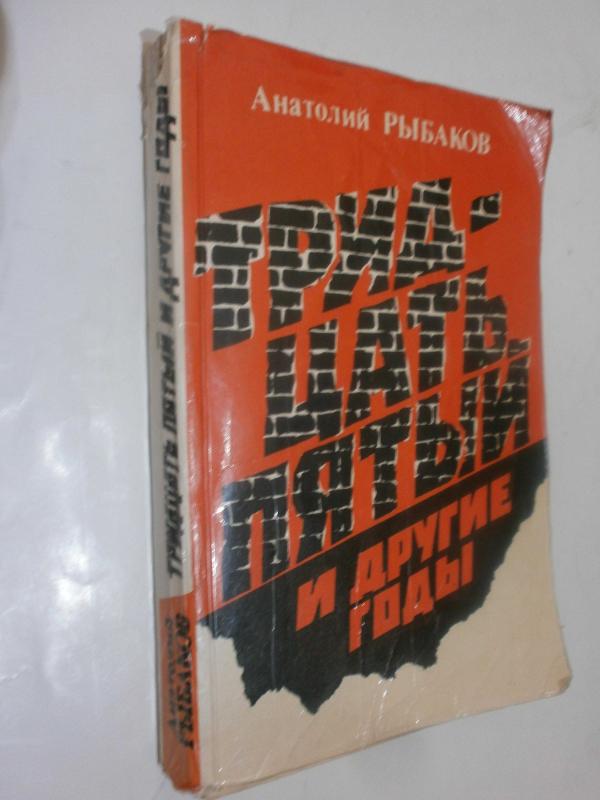 Анатолий РЫБАКОВ
ТРИД-
ЦАТЬ
ПЯТЫЙ
И ДРУГИЕ
ГОДЫ
Анатолий
РЫБАКОВ
ТРИДЦАТЬ ПЯТЫЙ И ДРУГИЕ ГОДЫ